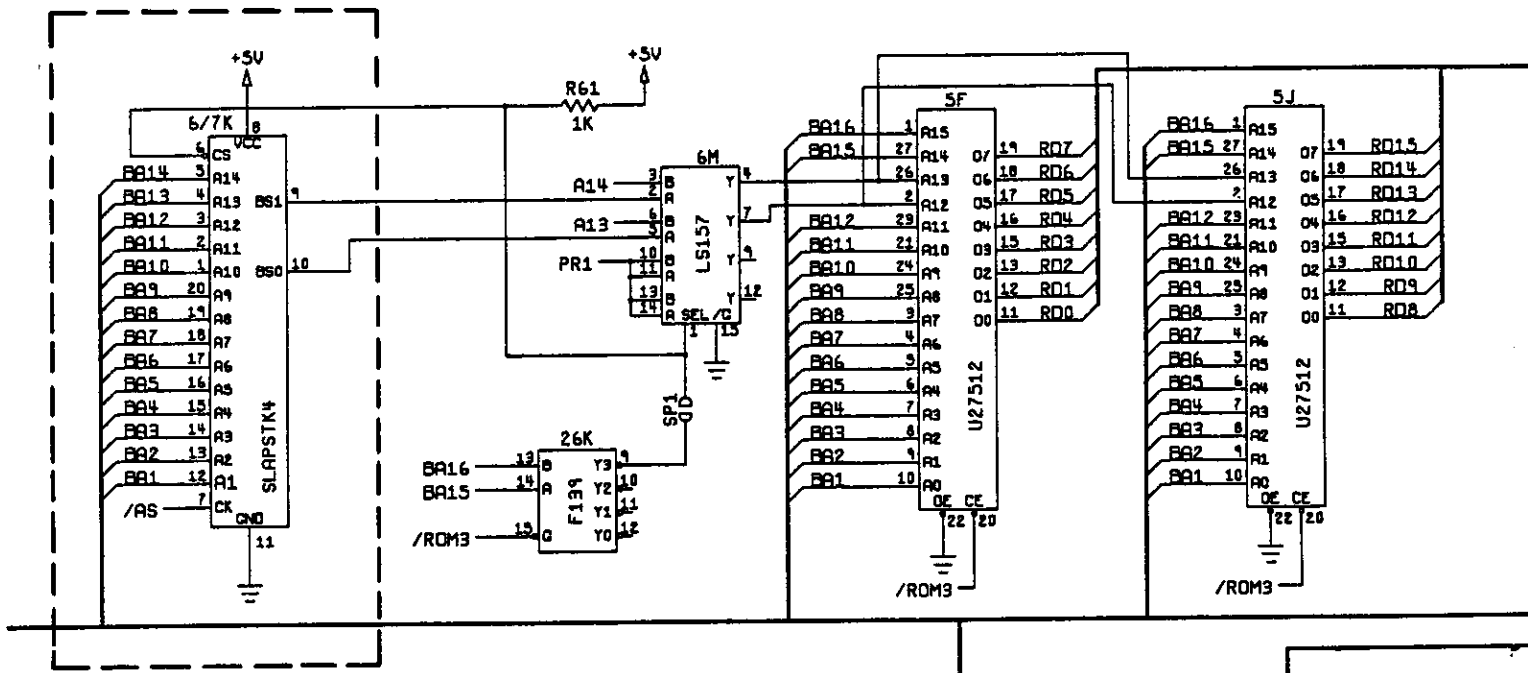 +5V
6/7K
8
VCC
6 CS
BA14 5 A14
BA13 4 A13 BS1 9
BA12 3 A12
BA11 2 A11
BA10 1 A10 BS0 10
BA9 20 A9
BA8 19 A8
BA7 18 A7
BA6 17 A6
BA5 16 A5
BA4 15 A4
BA3 14 A3
BA2 13 A2
BA1 12 A1
/AS 7 CK
SLAPSTK4
GND
11
R61
1K
+5V
6M
A14 3 B Y 4
2 A
A13 6 B Y 7
5 A
PR1 10 B Y 9
11 A
13 B Y 12
14 A
LS157
SEL /G
1 15
SP1
26K
BA16 13 B Y3 9
BA15 14 A Y2 10
Y1 11
/ROM3 15 G Y0 12
F139
5F
BA16 1 A15
BA15 27 A14 O7 19 RD7
26 A13 O6 18 RD6
2 A12 O5 17 RD5
BA12 23 A11 O4 16 RD4
BA11 21 A10 O3 15 RD3
BA10 24 A9 O2 13 RD2
BA9 25 A8 O1 12 RD1
BA8 3 A7 O0 11 RD0
BA7 4 A6
BA6 5 A5
BA5 6 A4
BA4 7 A3
BA3 8 A2
BA2 9 A1
BA1 10 A0
U27512
OE CE
22 20
/ROM3
5J
BA16 1 A15
BA15 27 A14 O7 19 RD15
26 A13 O6 18 RD14
2 A12 O5 17 RD13
BA12 23 A11 O4 16 RD12
BA11 21 A10 O3 15 RD11
BA10 24 A9 O2 13 RD10
BA9 25 A8 O1 12 RD9
BA8 3 A7 O0 11 RD8
BA7 4 A6
BA6 5 A5
BA5 6 A4
BA4 7 A3
BA3 8 A2
BA2 9 A1
BA1 10 A0
U27512
OE CE
22 20
/ROM3